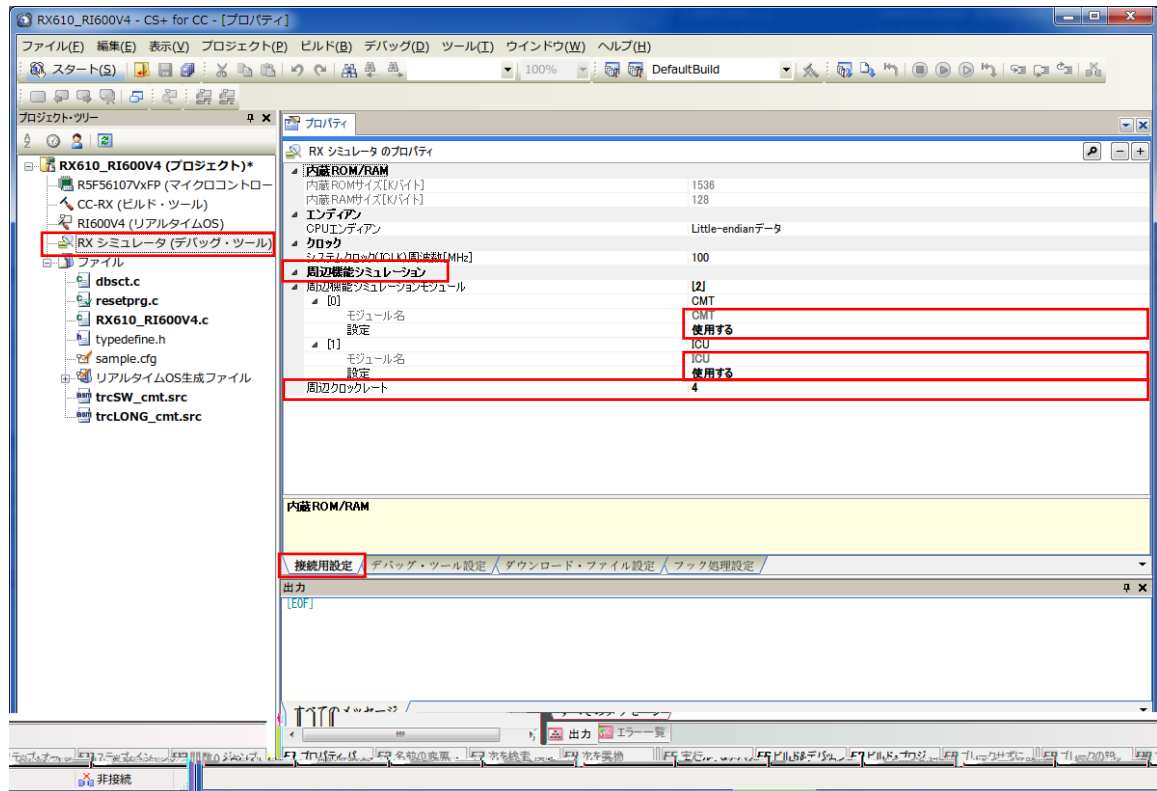 RX610_RI600V4 - CS+ for CC - [プロパティ]
ファイル(F) 編集(E) 表示(V) プロジェクト(P) ビルド(B) デバッグ(D) ツール(T) ウインドウ(W) ヘルプ(H)
スタート(S) 100% DefaultBuild
プロジェクト・ツリー
RX610_RI600V4 (プロジェクト)*
R5F56107VxFP (マイクロコントロー
CC-RX (ビルド・ツール)
RI600V4 (リアルタイムOS)
RX シミュレータ (デバッグ・ツール)
ファイル
dbsct.c
resetprg.c
RX610_RI600V4.c
typedefine.h
sample.cfg
リアルタイムOS生成ファイル
trcSW_cmt.src
trcLONG_cmt.src
プロパティ
RX シミュレータ のプロパティ
内蔵ROM/RAM
内蔵ROMサイズ[Kバイト] 1536
内蔵RAMサイズ[Kバイト] 128
エンディアン
CPUエンディアン Little-endianデータ
クロック
システムクロック(ICLK)周波数[MHz] 100
周辺機能シミュレーション
周辺機能シミュレーションモジュール [2]
[0] CMT
モジュール名 CMT
設定 使用する
[1] ICU
モジュール名 ICU
設定 使用する
周辺クロックレート 4
内蔵ROM/RAM
接続用設定 デバッグ・ツール設定 ダウンロード・ファイル設定 フック処理設定
出力
[EOF]
すべてのメッセージ
出力 エラー一覧
非接続